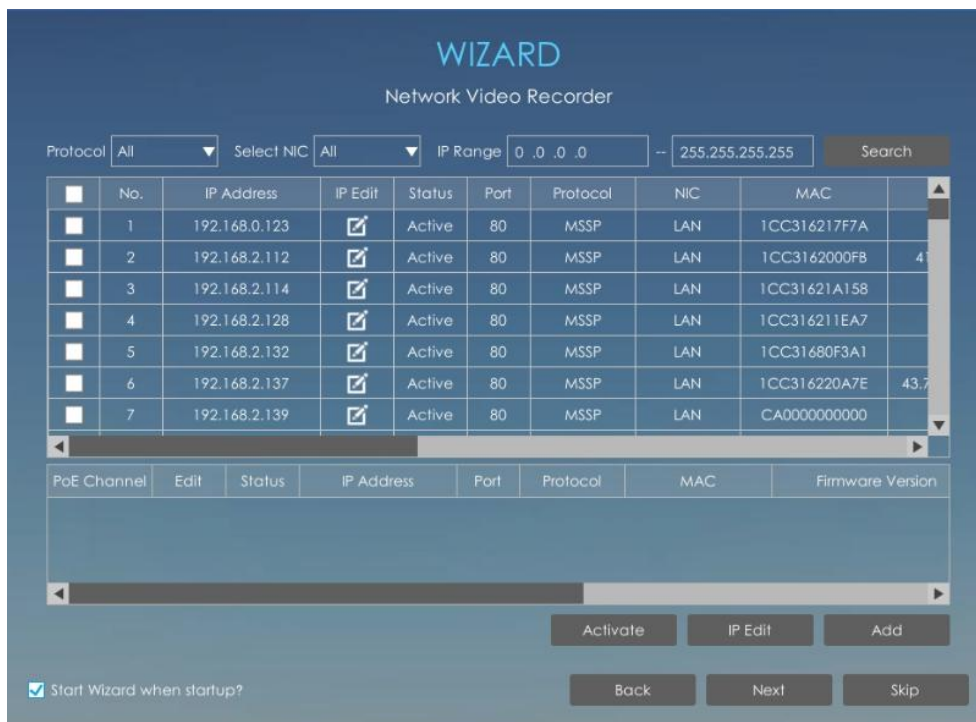 WIZARD
Network Video Recorder
Protocol All Select NIC All IP Range 0 .0 .0 .0 -- 255.255.255.255 Search
No. IP Address IP Edit Status Port Protocol NIC MAC
1 192.168.0.123 Active 80 MSSP LAN 1CC316217F7A
2 192.168.2.112 Active 80 MSSP LAN 1CC3162000FB 41
3 192.168.2.114 Active 80 MSSP LAN 1CC31621A158
4 192.168.2.128 Active 80 MSSP LAN 1CC316211EA7
5 192.168.2.132 Active 80 MSSP LAN 1CC31680F3A1
6 192.168.2.137 Active 80 MSSP LAN 1CC316220A7E 43.7
7 192.168.2.139 Active 80 MSSP LAN CA0000000000
PoE Channel Edit Status IP Address Port Protocol MAC Firmware Version
Activate IP Edit Add
Start Wizard when startup? Back Next Skip